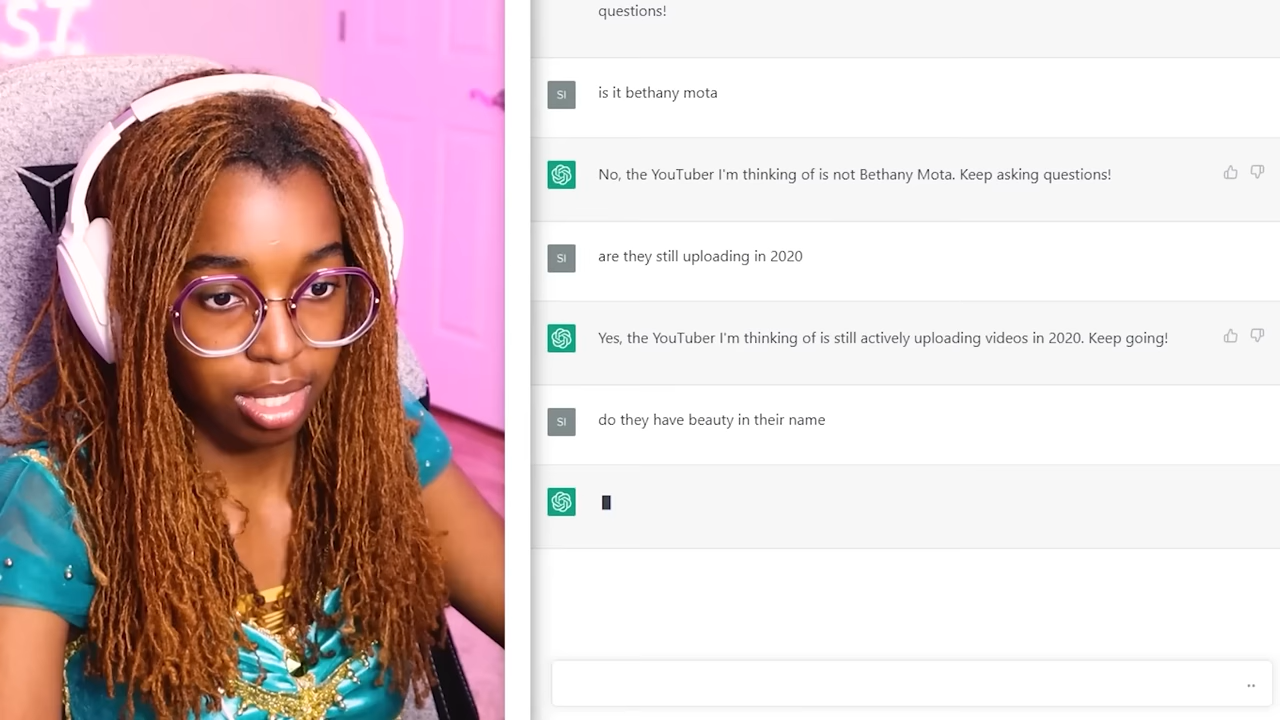 ST.
questions!
SI
is it bethany mota
No, the YouTuber I'm thinking of is not Bethany Mota. Keep asking questions!
SI
are they still uploading in 2020
Yes, the YouTuber I'm thinking of is still actively uploading videos in 2020. Keep going!
SI
do they have beauty in their name